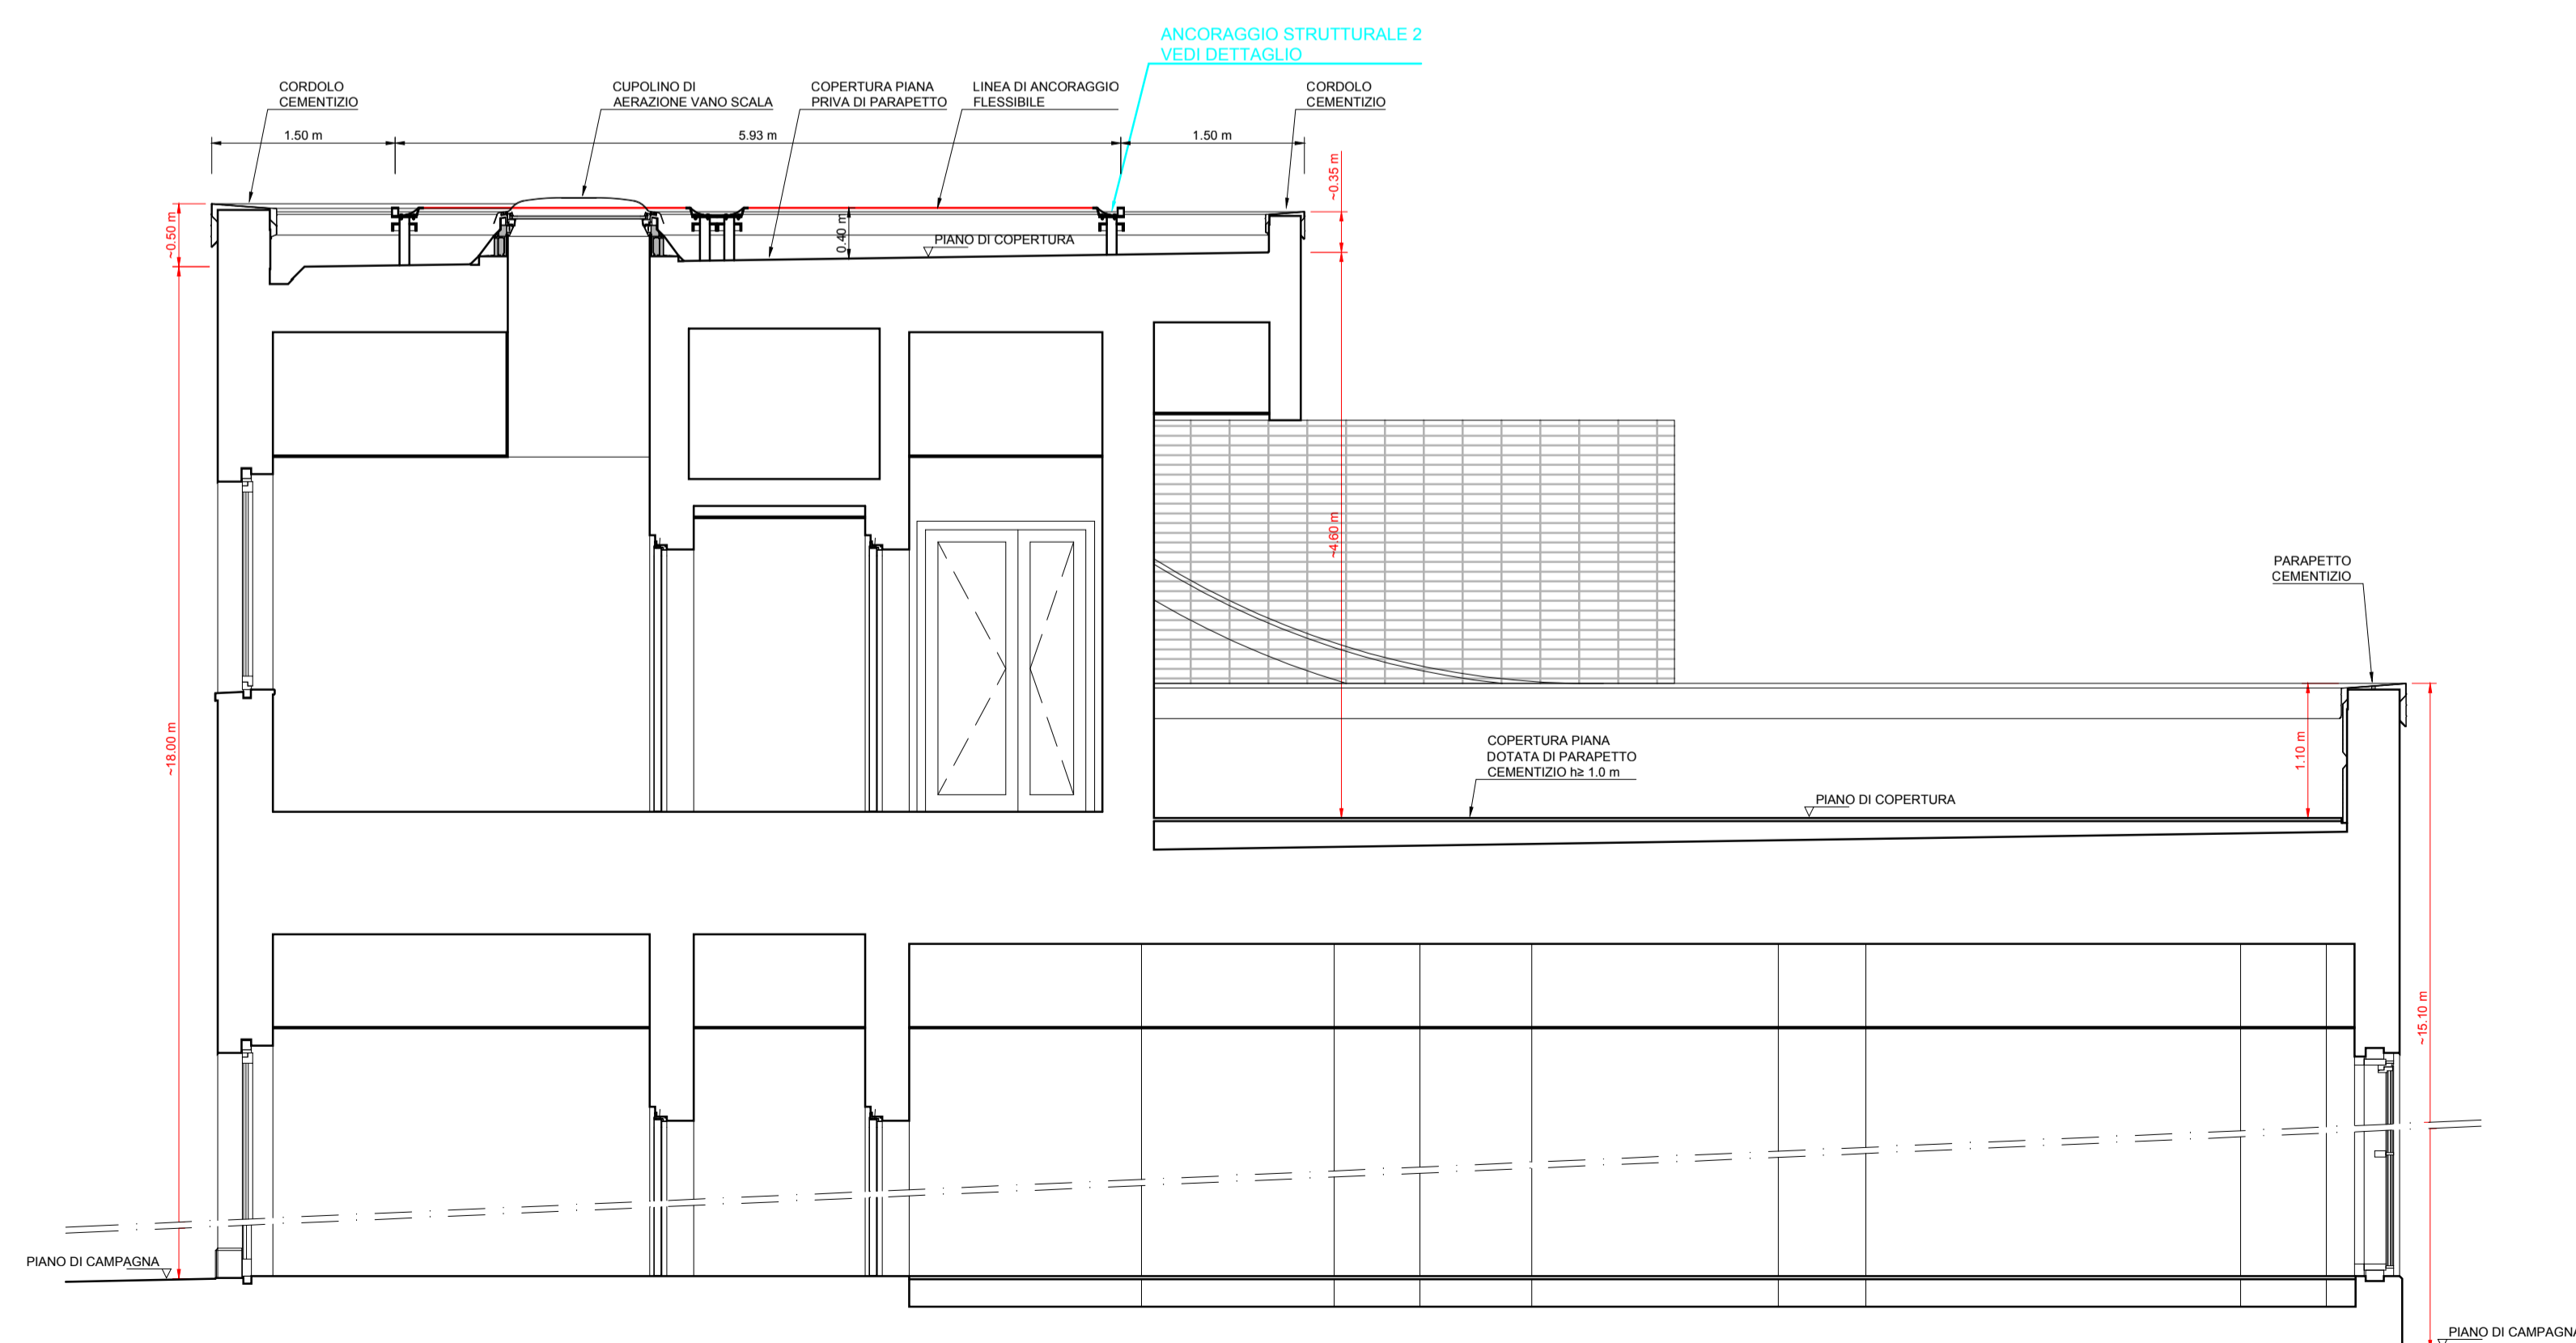 ANCORAGGIO STRUTTURALE 2
VEDI DETTAGLIO
CORDOLO
CEMENTIZIO
CUPOLINO DI
AERAZIONE VANO SCALA
COPERTURA PIANA
PRIVA DI PARAPETTO
LINEA DI ANCORAGGIO
FLESSIBILE
CORDOLO
CEMENTIZIO
1.50 m
5.93 m
1.50 m
~0.35 m
~0.50 m
0.40 m
PIANO DI COPERTURA
~4.60 m
PARAPETTO
CEMENTIZIO
~18.00 m
COPERTURA PIANA
DOTATA DI PARAPETTO
CEMENTIZIO h≥ 1.0 m
1.10 m
PIANO DI COPERTURA
~15.10 m
PIANO DI CAMPAGNA
PIANO DI CAMPAGNA